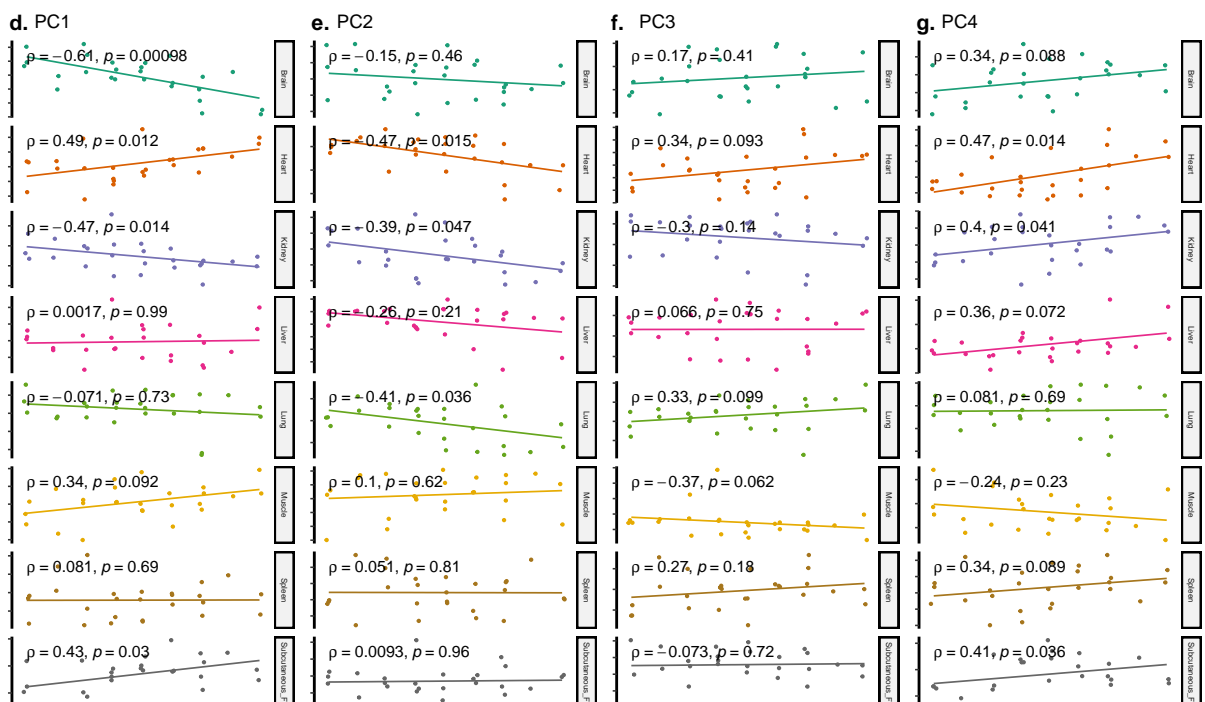 d. PC1
e. PC2
f. PC3
g. PC4
ρ = −0.61, p = 0.00098
Brain
ρ = −0.15, p = 0.46
Brain
ρ = 0.17, p = 0.41
Brain
ρ = 0.34, p = 0.088
Brain
ρ = 0.49, p = 0.012
Heart
ρ = −0.47, p = 0.015
Heart
ρ = 0.34, p = 0.093
Heart
ρ = 0.47, p = 0.014
Heart
ρ = −0.47, p = 0.014
Kidney
ρ = −0.39, p = 0.047
Kidney
ρ = −0.3, p = 0.14
Kidney
ρ = 0.4, p = 0.041
Kidney
ρ = 0.0017, p = 0.99
Liver
ρ = −0.26, p = 0.21
Liver
ρ = 0.066, p = 0.75
Liver
ρ = 0.36, p = 0.072
Liver
ρ = −0.071, p = 0.73
Lung
ρ = −0.41, p = 0.036
Lung
ρ = 0.33, p = 0.099
Lung
ρ = 0.081, p = 0.69
Lung
ρ = 0.34, p = 0.092
Muscle
ρ = 0.1, p = 0.62
Muscle
ρ = −0.37, p = 0.062
Muscle
ρ = −0.24, p = 0.23
Muscle
ρ = 0.081, p = 0.69
Spleen
ρ = 0.051, p = 0.81
Spleen
ρ = 0.27, p = 0.18
Spleen
ρ = 0.34, p = 0.089
Spleen
ρ = 0.43, p = 0.03
Subcutaneous_F
ρ = 0.0093, p = 0.96
Subcutaneous_F
ρ = −0.073, p = 0.72
Subcutaneous_F
ρ = 0.41, p = 0.036
Subcutaneous_F